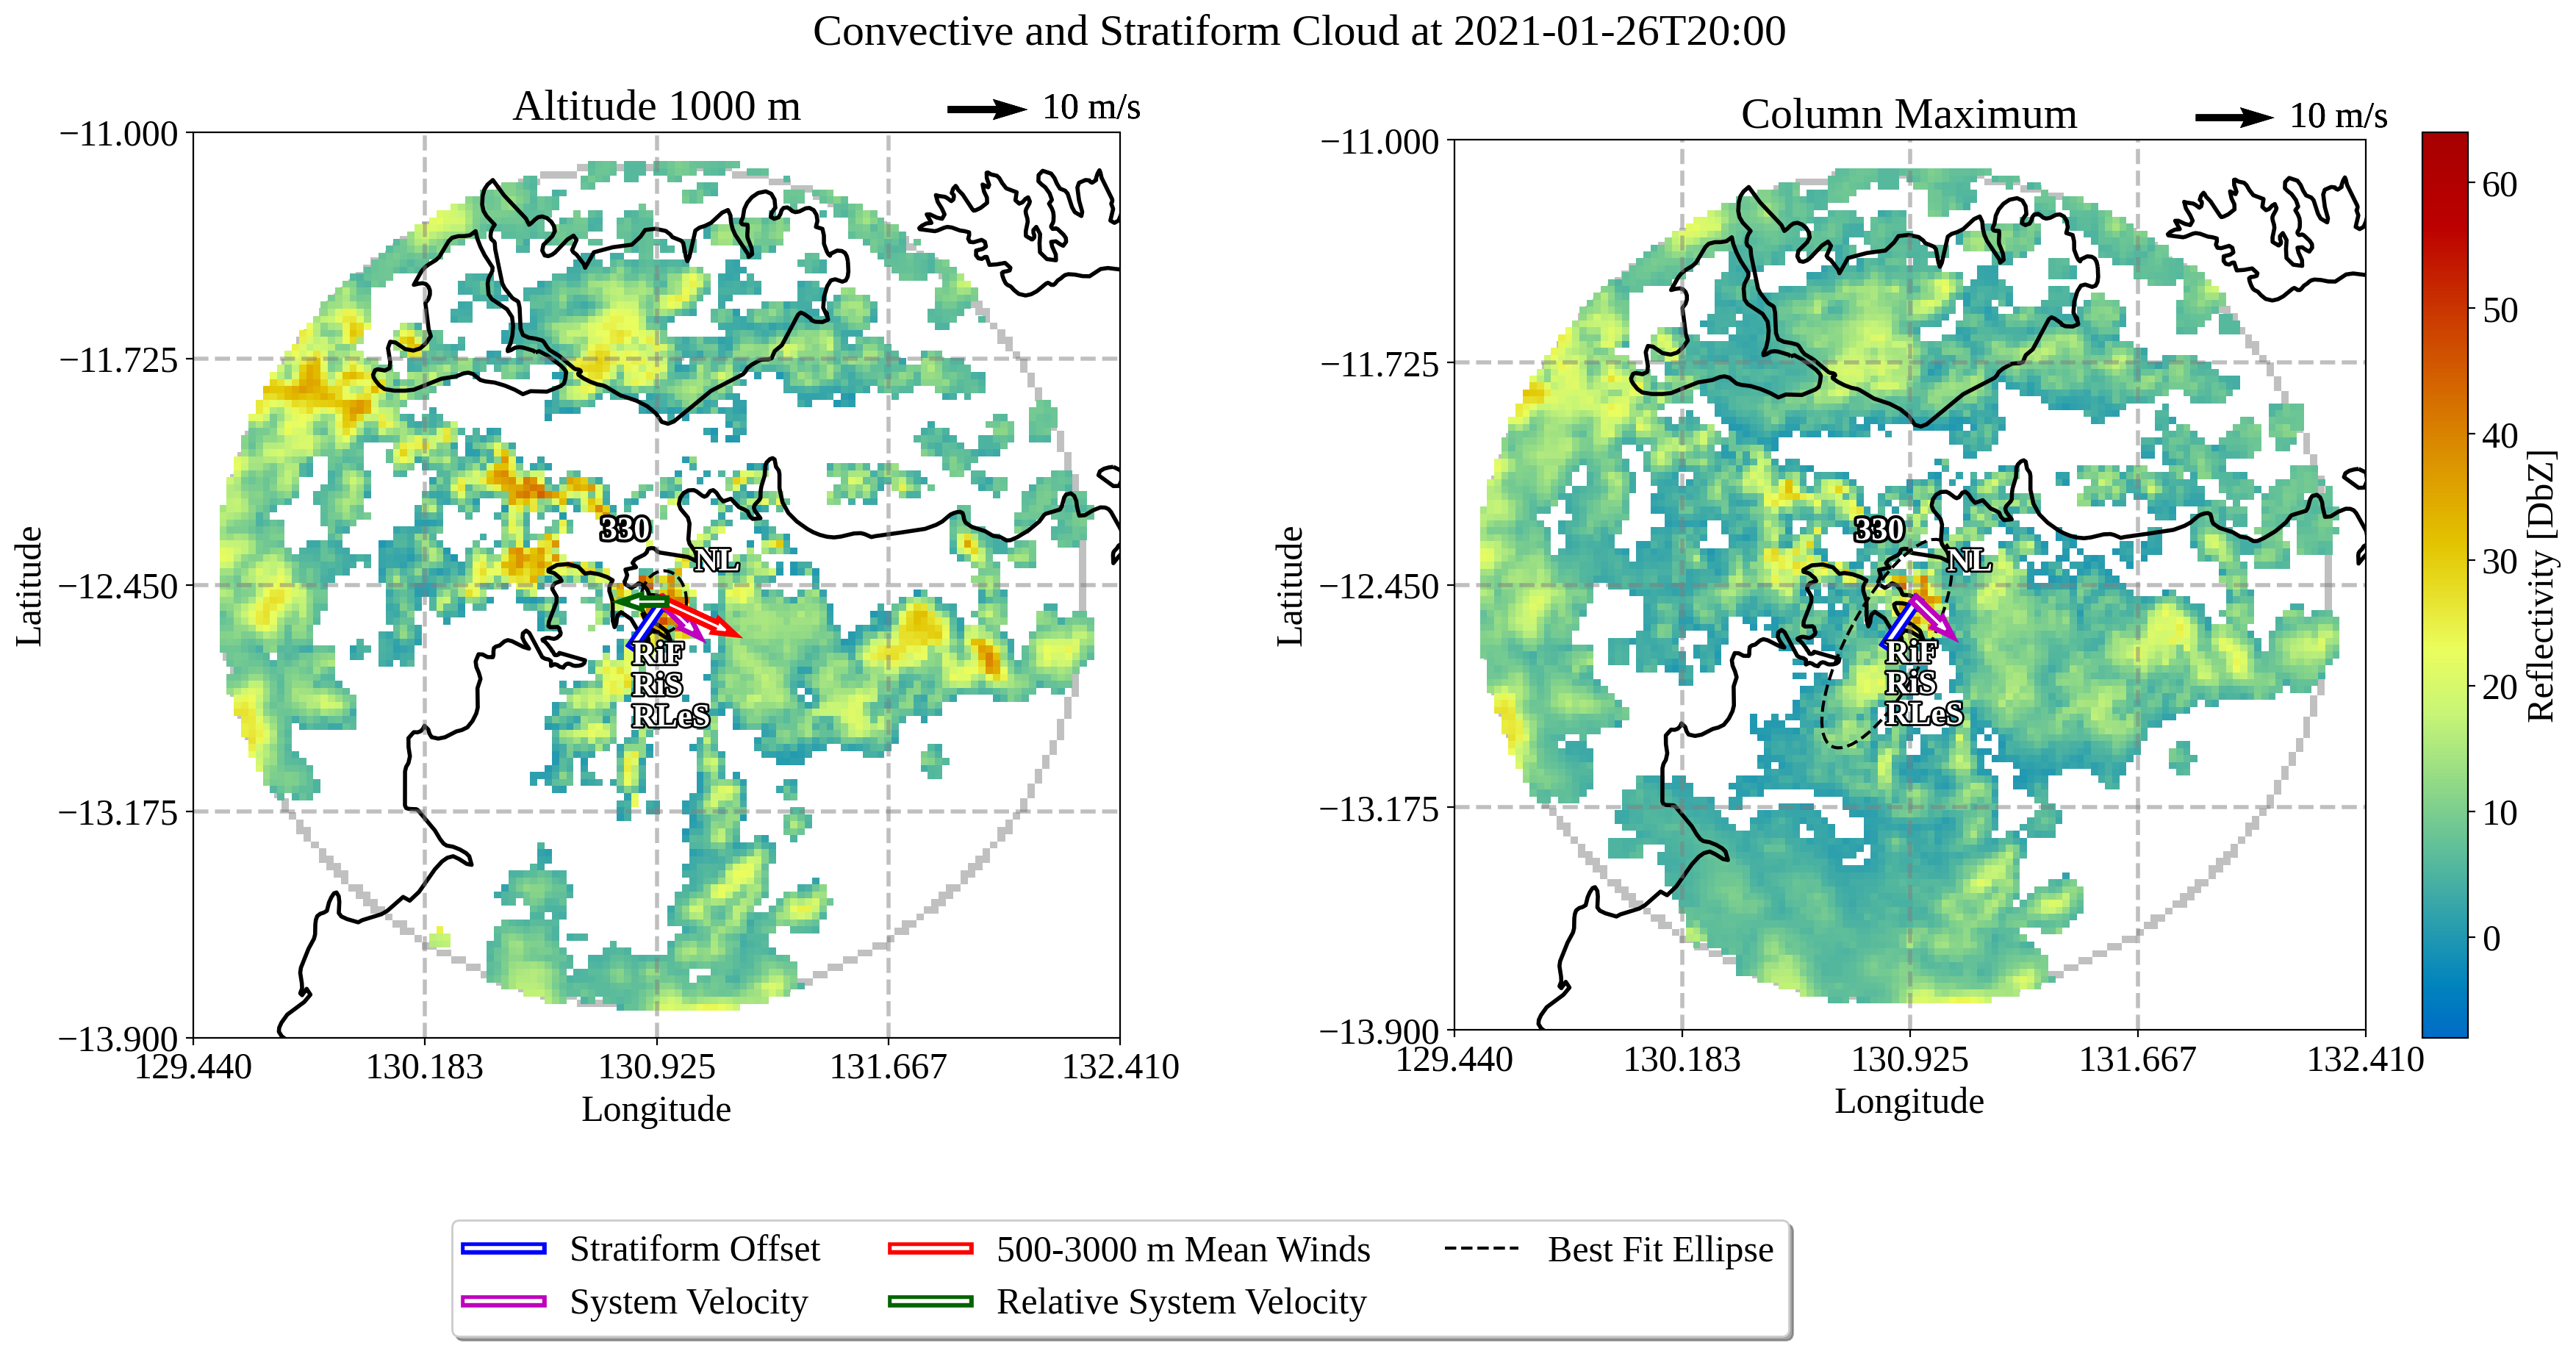 Convective and Stratiform Cloud at 2021-01-26T20:00
Altitude 1000 m
10 m/s
−11.000
−11.725
−12.450
−13.175
−13.900
129.440
130.183
130.925
131.667
132.410
Latitude
Longitude
330
NL
RiF
RiS
RLeS
Column Maximum
10 m/s
−11.000
−11.725
−12.450
−13.175
−13.900
129.440
130.183
130.925
131.667
132.410
Latitude
Longitude
330
NL
RiF
RiS
RLeS
60
50
40
30
20
10
0
Reflectivity [DbZ]
Stratiform Offset
System Velocity
500-3000 m Mean Winds
Relative System Velocity
Best Fit Ellipse